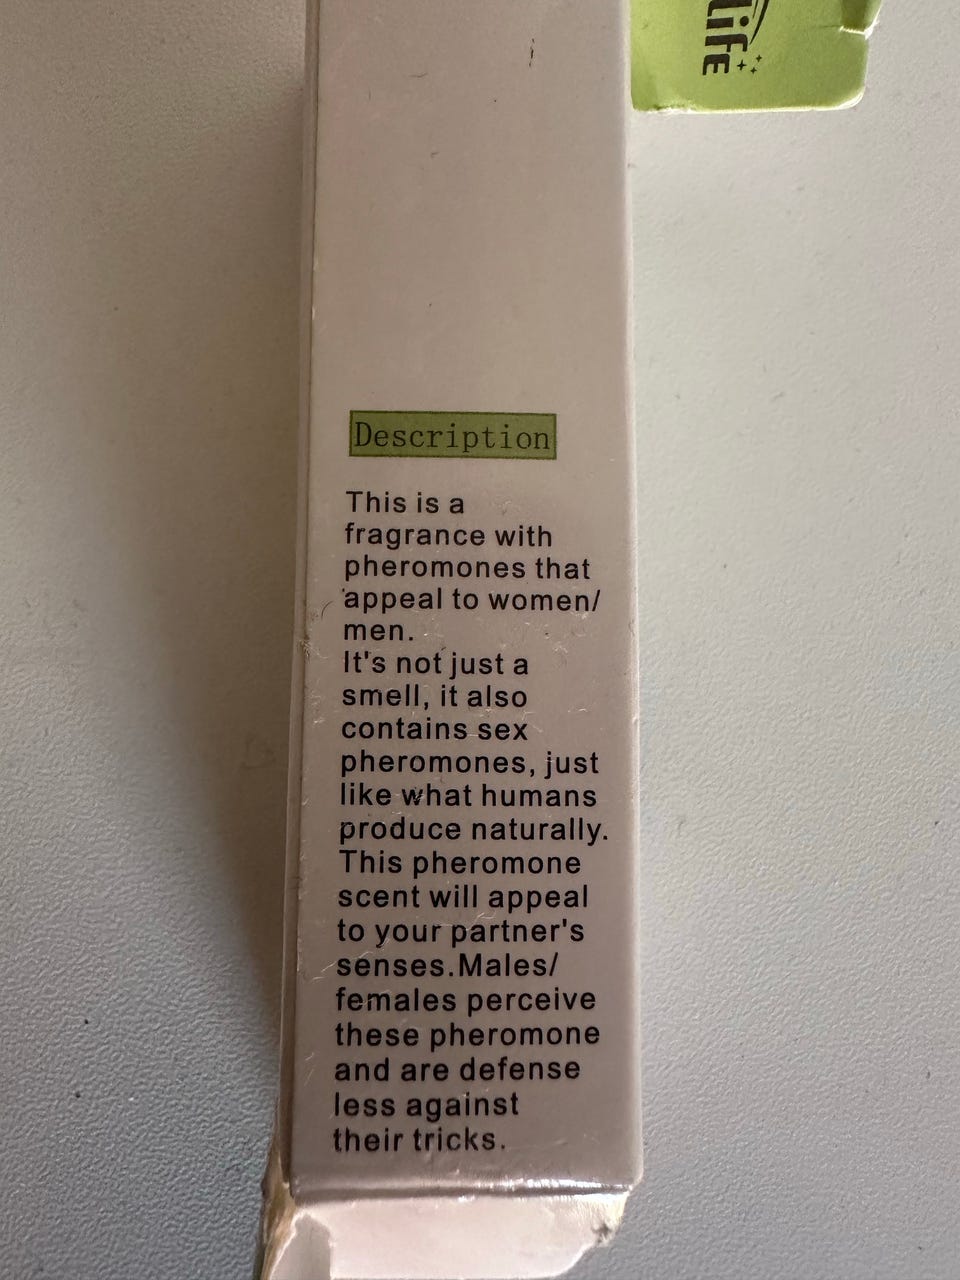 Life
Description
This is a
fragrance with
pheromones that
appeal to women/
men.
It's not just a
smell, it also
contains sex
pheromones, just
like what humans
produce naturally.
This pheromone
scent will appeal
to your partner's
senses.Males/
females perceive
these pheromone
and are defense
less against
their tricks.